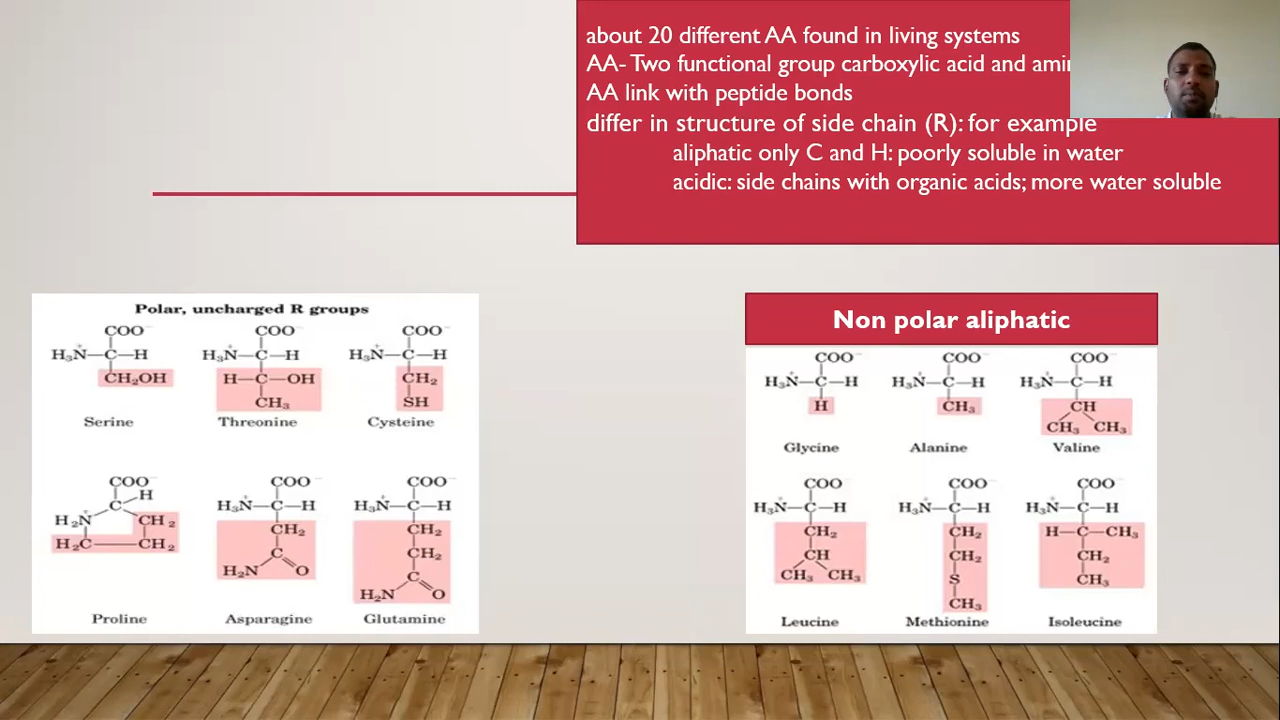 about 20 different AA found in living systems
AA- Two functional group carboxylic acid and
AA link with peptide bonds
differ in structure of side chain (R): for example
aliphatic only C and H: poorly soluble in water
acidic: side chains with organic acids; more water soluble
Polar, uncharged R groups
COO⁻ COO⁻ COO⁻
H₃N⁺—C—H H₃N⁺—C—H H₃N⁺—C—H
CH₂OH H—C—OH CH₂
CH₃ SH
Serine Threonine Cysteine
COO⁻ COO⁻ COO⁻
H
C H₃N⁺—C—H H₃N⁺—C—H
H₂N⁺ CH₂ CH₂ CH₂
H₂C—CH₂ C CH₂
H₂N O C
H₂N O
Proline Asparagine Glutamine
Non polar aliphatic
COO⁻ COO⁻ COO⁻
H₃N⁺—C—H H₃N⁺—C—H H₃N⁺—C—H
H CH₃ CH
CH₃ CH₃
Glycine Alanine Valine
COO⁻ COO⁻ COO⁻
H₃N⁺—C—H H₃N⁺—C—H H₃N⁺—C—H
CH₂ CH₂ H—C—CH₃
CH CH₂ CH₂
CH₃ CH₃ S CH₃
CH₃
Leucine Methionine Isoleucine